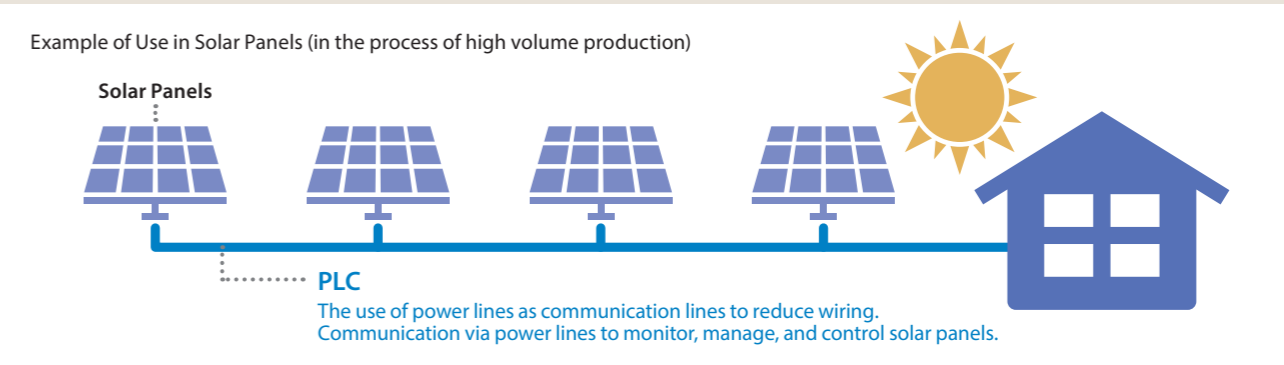 Example of Use in Solar Panels (in the process of high volume production)
Solar Panels
PLC
The use of power lines as communication lines to reduce wiring.
Communication via power lines to monitor, manage, and control solar panels.